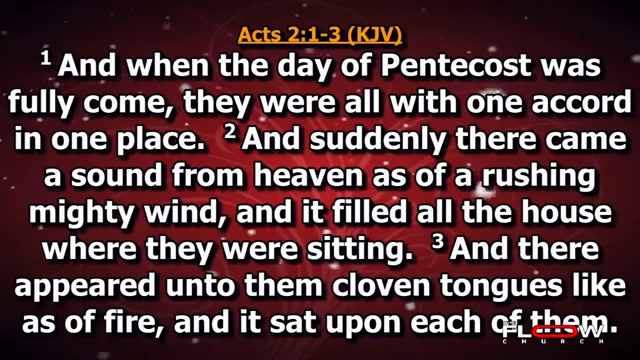 Acts 2:1-3 (KJV)
1 And when the day of Pentecost was
fully come, they were all with one accord
in one place. 2 And suddenly there came
a sound from heaven as of a rushing
mighty wind, and it filled all the house
where they were sitting. 3 And there
appeared unto them cloven tongues like
as of fire, and it sat upon each of them.
FLOW
CHURCH